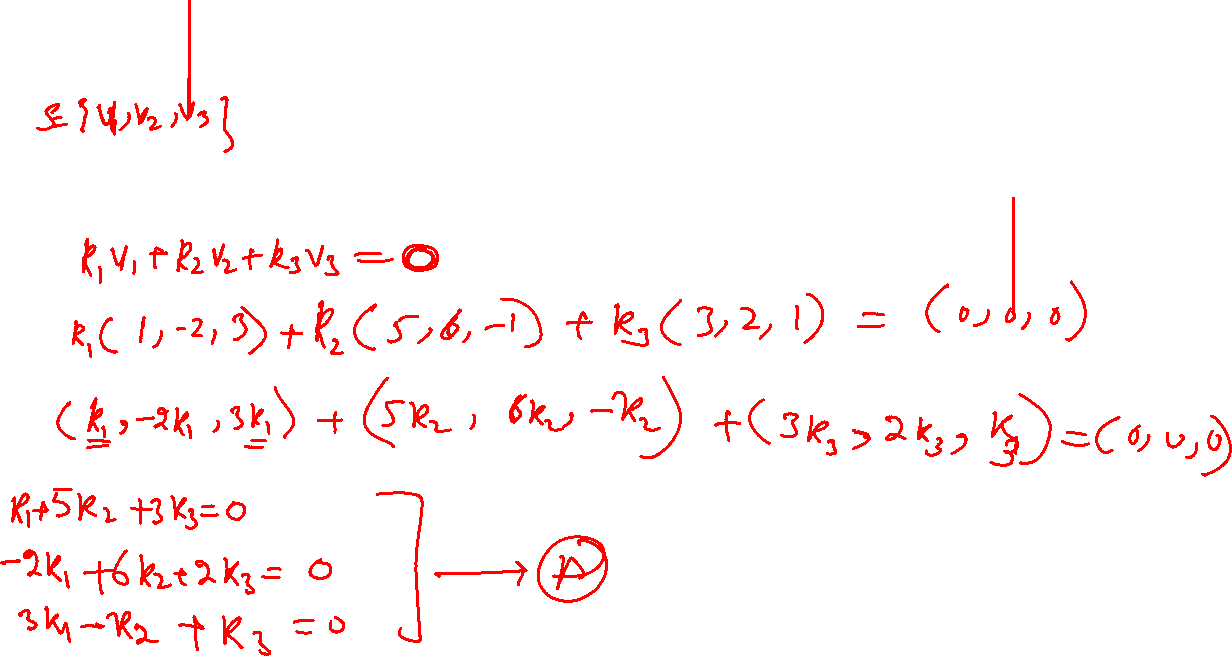 S={v₁,v₂,v₃}
k₁v₁+k₂v₂+k₃v₃=0
k₁(1,-2,3)+k₂(5,6,-1)+k₃(3,2,1)=(0,0,0)
(k₁,-2k₁,3k₁)+(5k₂,6k₂,-k₂)+(3k₃,2k₃,k₃)=(0,0,0)
k₁+5k₂+3k₃=0
-2k₁+6k₂+2k₃=0 → A
3k₁-k₂+k₃=0